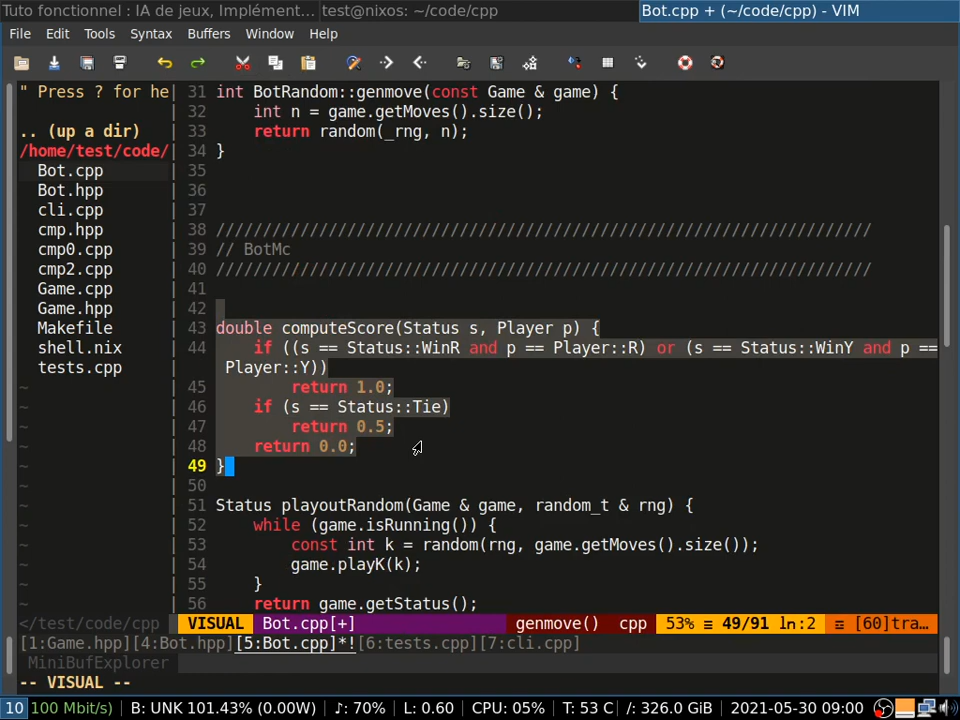 Tuto fonctionnel : IA de jeux, Implément... test@nixos: ~/code/cpp Bot.cpp + (~/code/cpp) - VIM
File Edit Tools Syntax Buffers Window Help
" Press ? for he
.. (up a dir)
/home/test/code/
Bot.cpp
Bot.hpp
cli.cpp
cmp.hpp
cmp0.cpp
cmp2.cpp
Game.cpp
Game.hpp
Makefile
shell.nix
tests.cpp
~
~
~
~
~
~
~
~
~
~
~
~
31 int BotRandom::genmove(const Game & game) {
32     int n = game.getMoves().size();
33     return random(_rng, n);
34 }
35
36
37
38 //////////////////////////////////////////////////////////////////////
39 // BotMc
40 //////////////////////////////////////////////////////////////////////
41
42
43 double computeScore(Status s, Player p) {
44     if ((s == Status::WinR and p == Player::R) or (s == Status::WinY and p ==
 Player::Y))
45         return 1.0;
46     if (s == Status::Tie)
47         return 0.5;
48     return 0.0;
49 }
50
51 Status playoutRandom(Game & game, random_t & rng) {
52     while (game.isRunning()) {
53         const int k = random(rng, game.getMoves().size());
54         game.playK(k);
55     }
56     return game.getStatus();
</test/code/cpp VISUAL Bot.cpp[+] genmove() cpp 53% ≡ 49/91 ln:2 ☲ [60]tra...
[1:Game.hpp][4:Bot.hpp][5:Bot.cpp]*![6:tests.cpp][7:cli.cpp]
MiniBufExplorer
-- VISUAL --
10 100 Mbit/s) B: UNK 101.43% (0.00W) ♪: 70% L: 0.60 CPU: 05% T: 53 C /: 326.0 GiB 2021-05-30 09:00